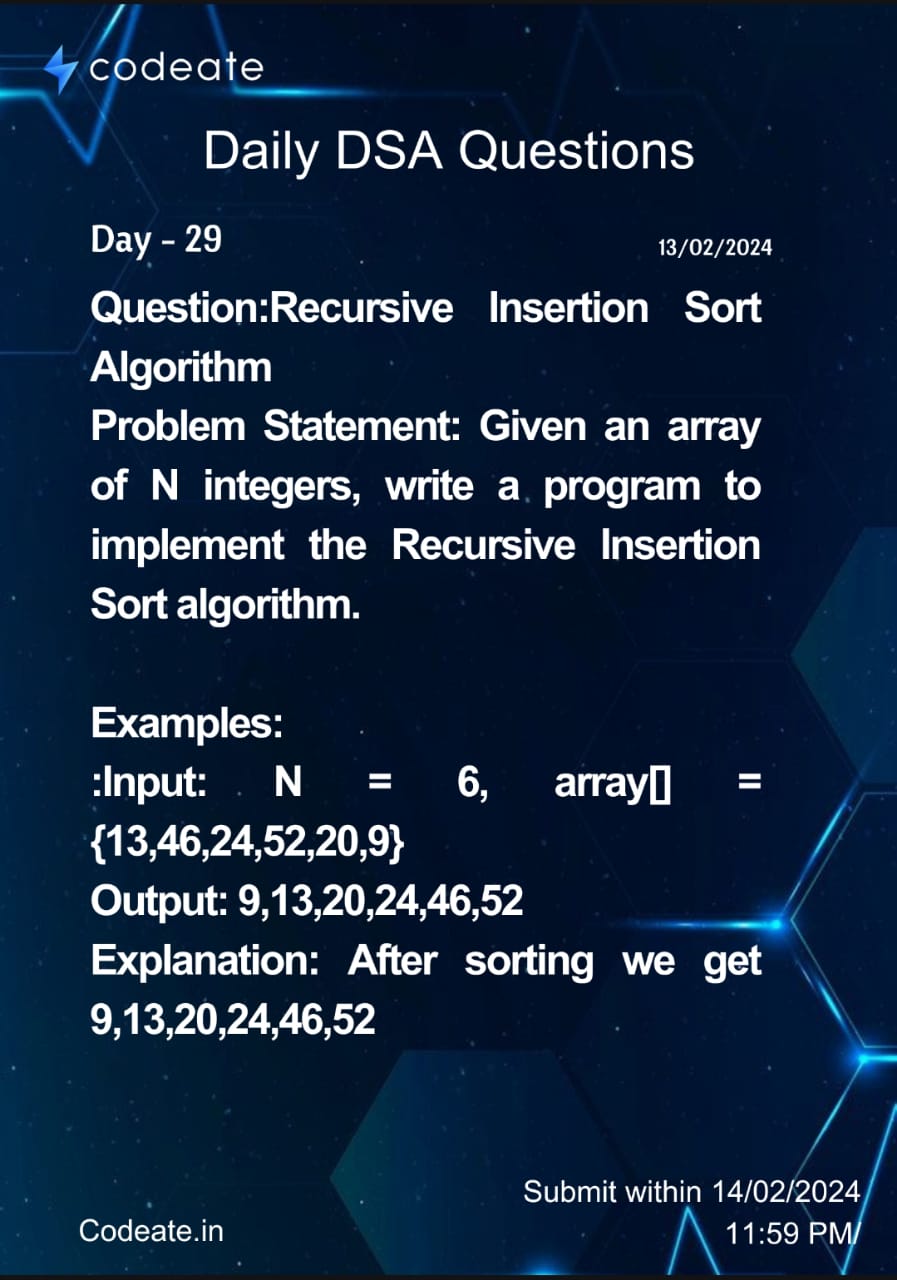 codeate
Daily DSA Questions
Day - 29
13/02/2024
Question:Recursive Insertion Sort
Algorithm
Problem Statement: Given an array
of N integers, write a program to
implement the Recursive Insertion
Sort algorithm.
Examples:
:Input: N = 6, array[] =
{13,46,24,52,20,9}
Output: 9,13,20,24,46,52
Explanation: After sorting we get
9,13,20,24,46,52
Submit within 14/02/2024
11:59 PM/
Codeate.in